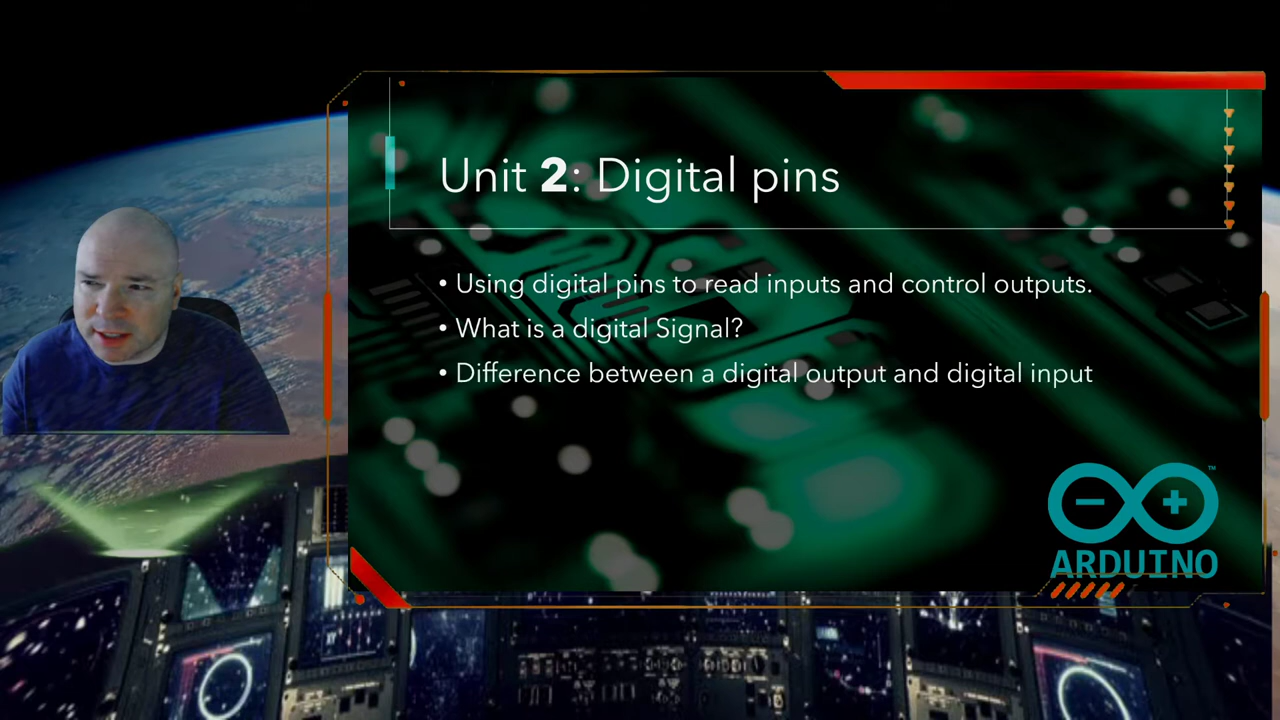 Unit 2: Digital pins
• Using digital pins to read inputs and control outputs.
• What is a digital Signal?
• Difference between a digital output and digital input
ARDUINO™